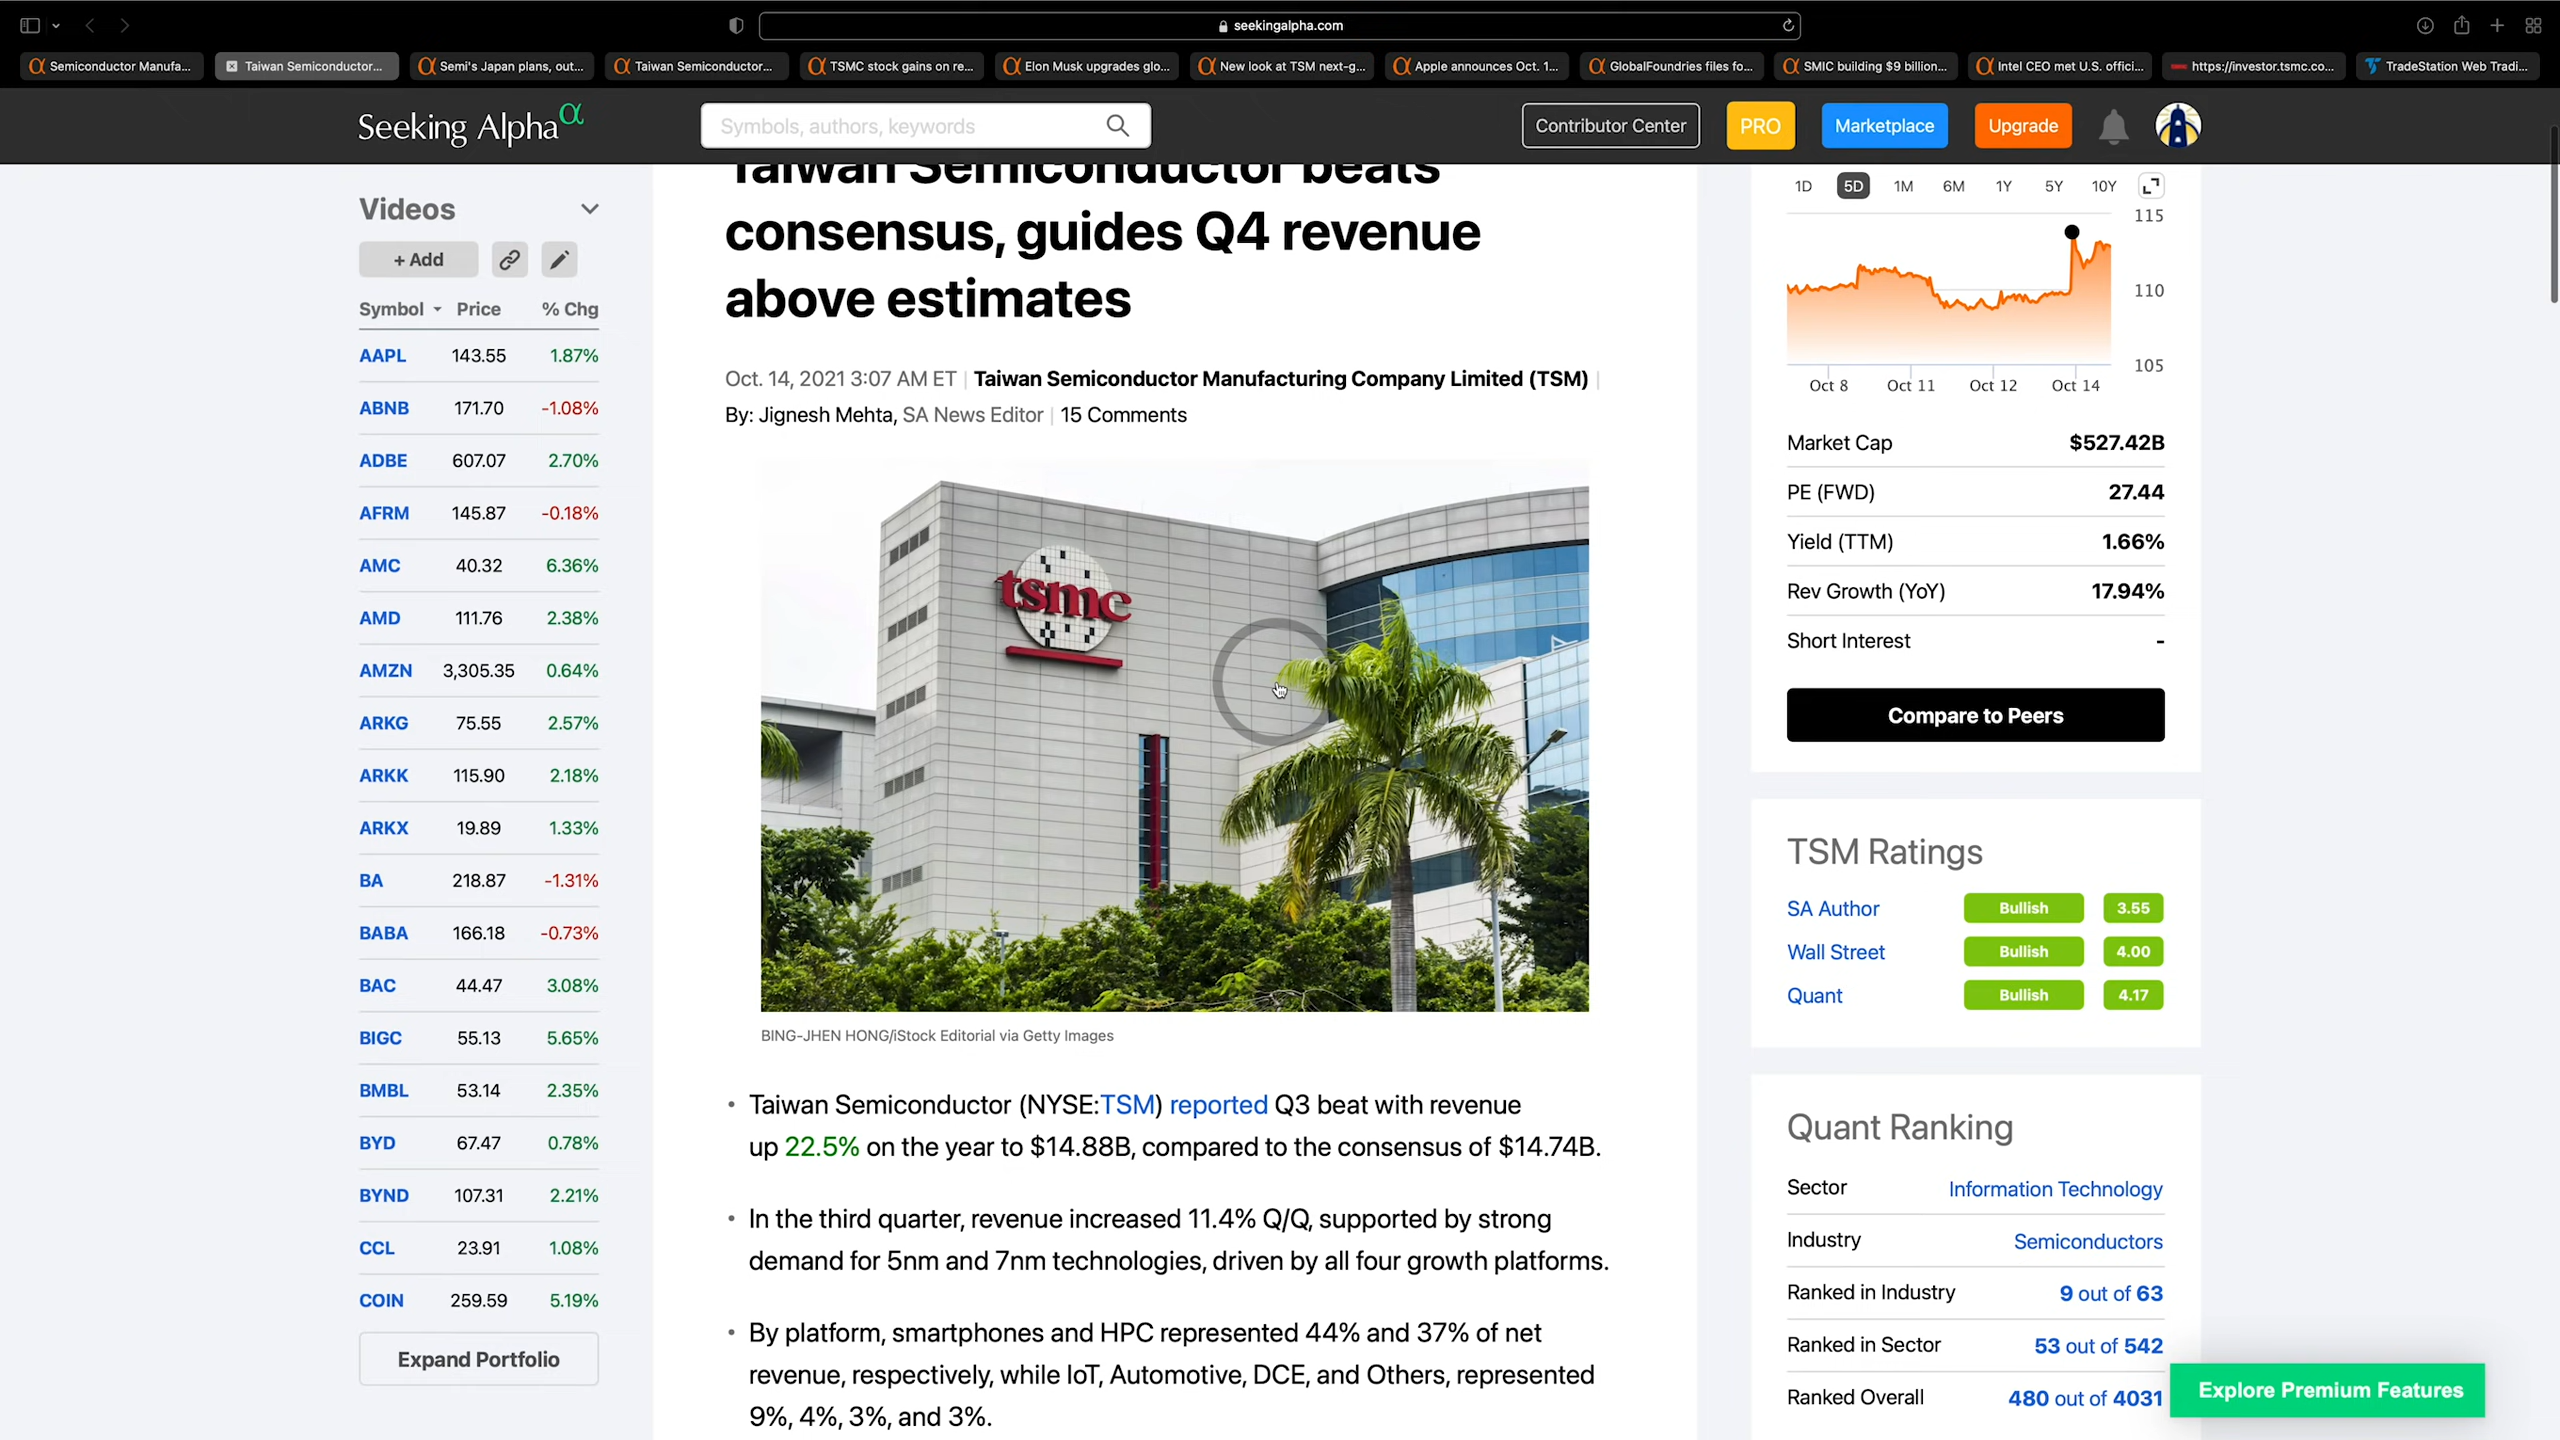 seekingalpha.com
Semiconductor Manufa...
Taiwan Semiconductor...
Semi's Japan plans, out...
Taiwan Semiconductor...
TSMC stock gains on re...
Elon Musk upgrades glo...
New look at TSM next-g...
Apple announces Oct. 1...
GlobalFoundries files fo...
SMIC building $9 billion...
Intel CEO met U.S. offici...
https://investor.tsmc.co...
TradeStation Web Tradi...
Seeking Alpha α
Symbols, authors, keywords
Contributor Center
PRO
Marketplace
Upgrade
Videos
+ Add
Symbol Price % Chg
AAPL 143.55 1.87%
ABNB 171.70 -1.08%
ADBE 607.07 2.70%
AFRM 145.87 -0.18%
AMC 40.32 6.36%
AMD 111.76 2.38%
AMZN 3,305.35 0.64%
ARKG 75.55 2.57%
ARKK 115.90 2.18%
ARKX 19.89 1.33%
BA 218.87 -1.31%
BABA 166.18 -0.73%
BAC 44.47 3.08%
BIGC 55.13 5.65%
BMBL 53.14 2.35%
BYD 67.47 0.78%
BYND 107.31 2.21%
CCL 23.91 1.08%
COIN 259.59 5.19%
Expand Portfolio
Taiwan Semiconductor beats
consensus, guides Q4 revenue
above estimates
Oct. 14, 2021 3:07 AM ET | Taiwan Semiconductor Manufacturing Company Limited (TSM) |
By: Jignesh Mehta, SA News Editor | 15 Comments
tsmc
BING-JHEN HONG/iStock Editorial via Getty Images
• Taiwan Semiconductor (NYSE:TSM) reported Q3 beat with revenue
up 22.5% on the year to $14.88B, compared to the consensus of $14.74B.
• In the third quarter, revenue increased 11.4% Q/Q, supported by strong
demand for 5nm and 7nm technologies, driven by all four growth platforms.
• By platform, smartphones and HPC represented 44% and 37% of net
revenue, respectively, while IoT, Automotive, DCE, and Others, represented
9%, 4%, 3%, and 3%.
1D 5D 1M 6M 1Y 5Y 10Y
115
110
105
Oct 8 Oct 11 Oct 12 Oct 14
Market Cap $527.42B
PE (FWD) 27.44
Yield (TTM) 1.66%
Rev Growth (YoY) 17.94%
Short Interest -
Compare to Peers
TSM Ratings
SA Author Bullish 3.55
Wall Street Bullish 4.00
Quant Bullish 4.17
Quant Ranking
Sector Information Technology
Industry Semiconductors
Ranked in Industry 9 out of 63
Ranked in Sector 53 out of 542
Ranked Overall 480 out of 4031
Explore Premium Features